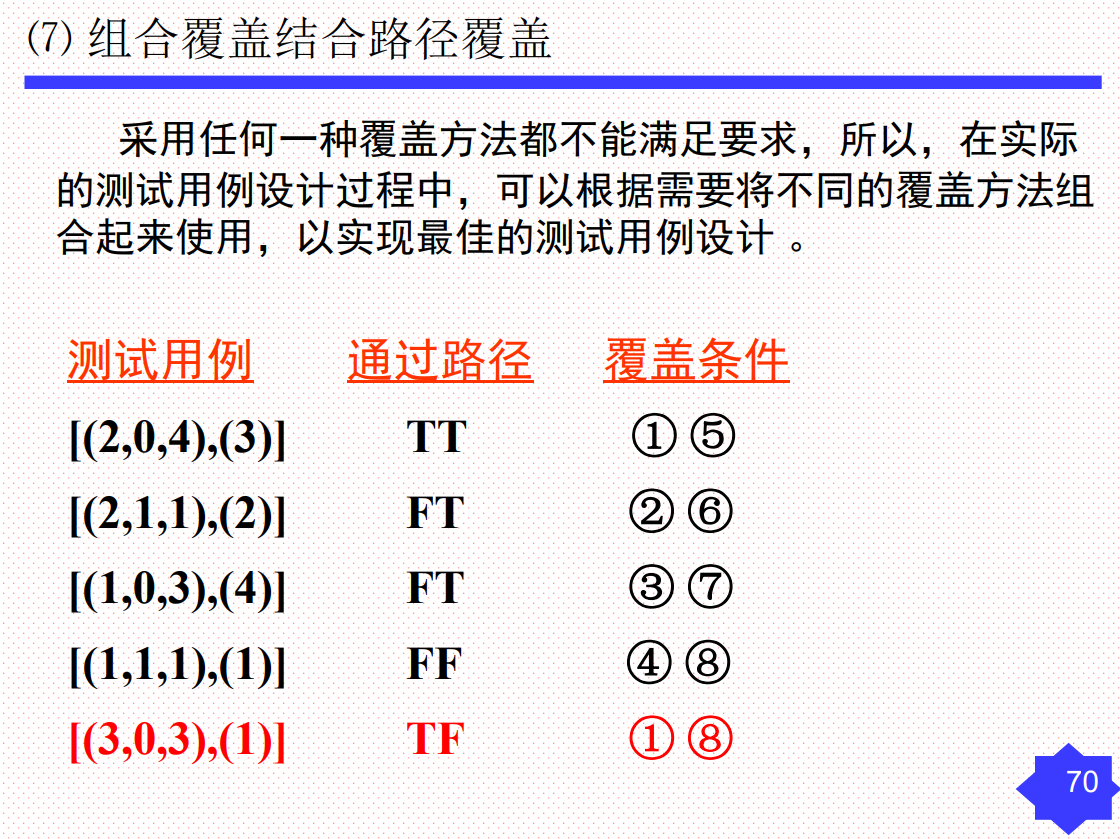 (7) 组合覆盖结合路径覆盖
采用任何一种覆盖方法都不能满足要求，所以，在实际
的测试用例设计过程中，可以根据需要将不同的覆盖方法组
合起来使用，以实现最佳的测试用例设计 。
测试用例 通过路径 覆盖条件
[(2,0,4),(3)] TT ① ⑤
[(2,1,1),(2)] FT ② ⑥
[(1,0,3),(4)] FT ③ ⑦
[(1,1,1),(1)] FF ④ ⑧
[(3,0,3),(1)] TF ① ⑧
70